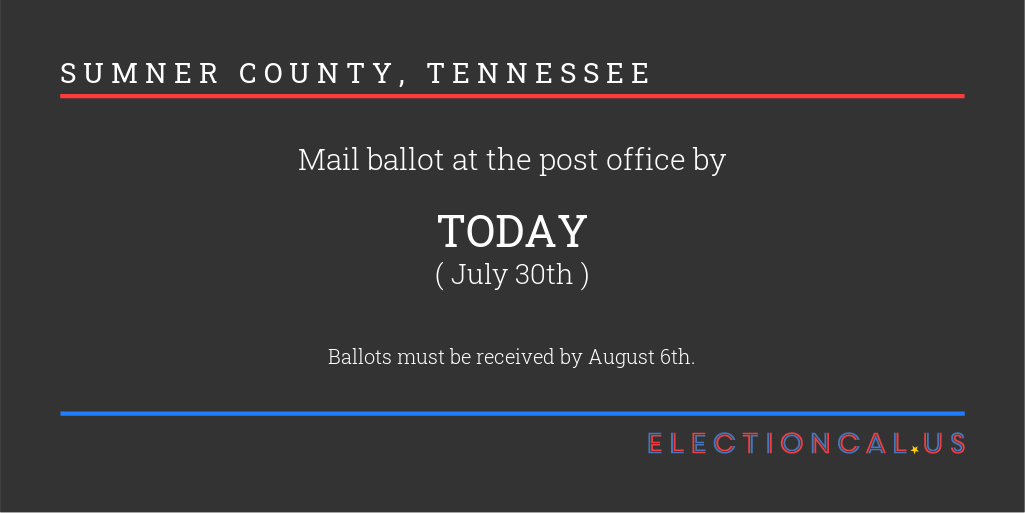 SUMNER COUNTY, TENNESSEE
Mail ballot at the post office by
TODAY
( July 30th )
Ballots must be received by August 6th.
ELECTIONCAL.US